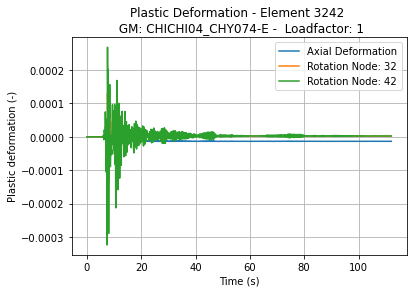 Plastic Deformation - Element 3242
GM: CHICHI04_CHY074-E - Loadfactor: 1
Axial Deformation
Rotation Node: 32
Rotation Node: 42
Plastic deformation (-)
0.0002
0.0001
0.0000
−0.0001
−0.0002
−0.0003
0 20 40 60 80 100
Time (s)